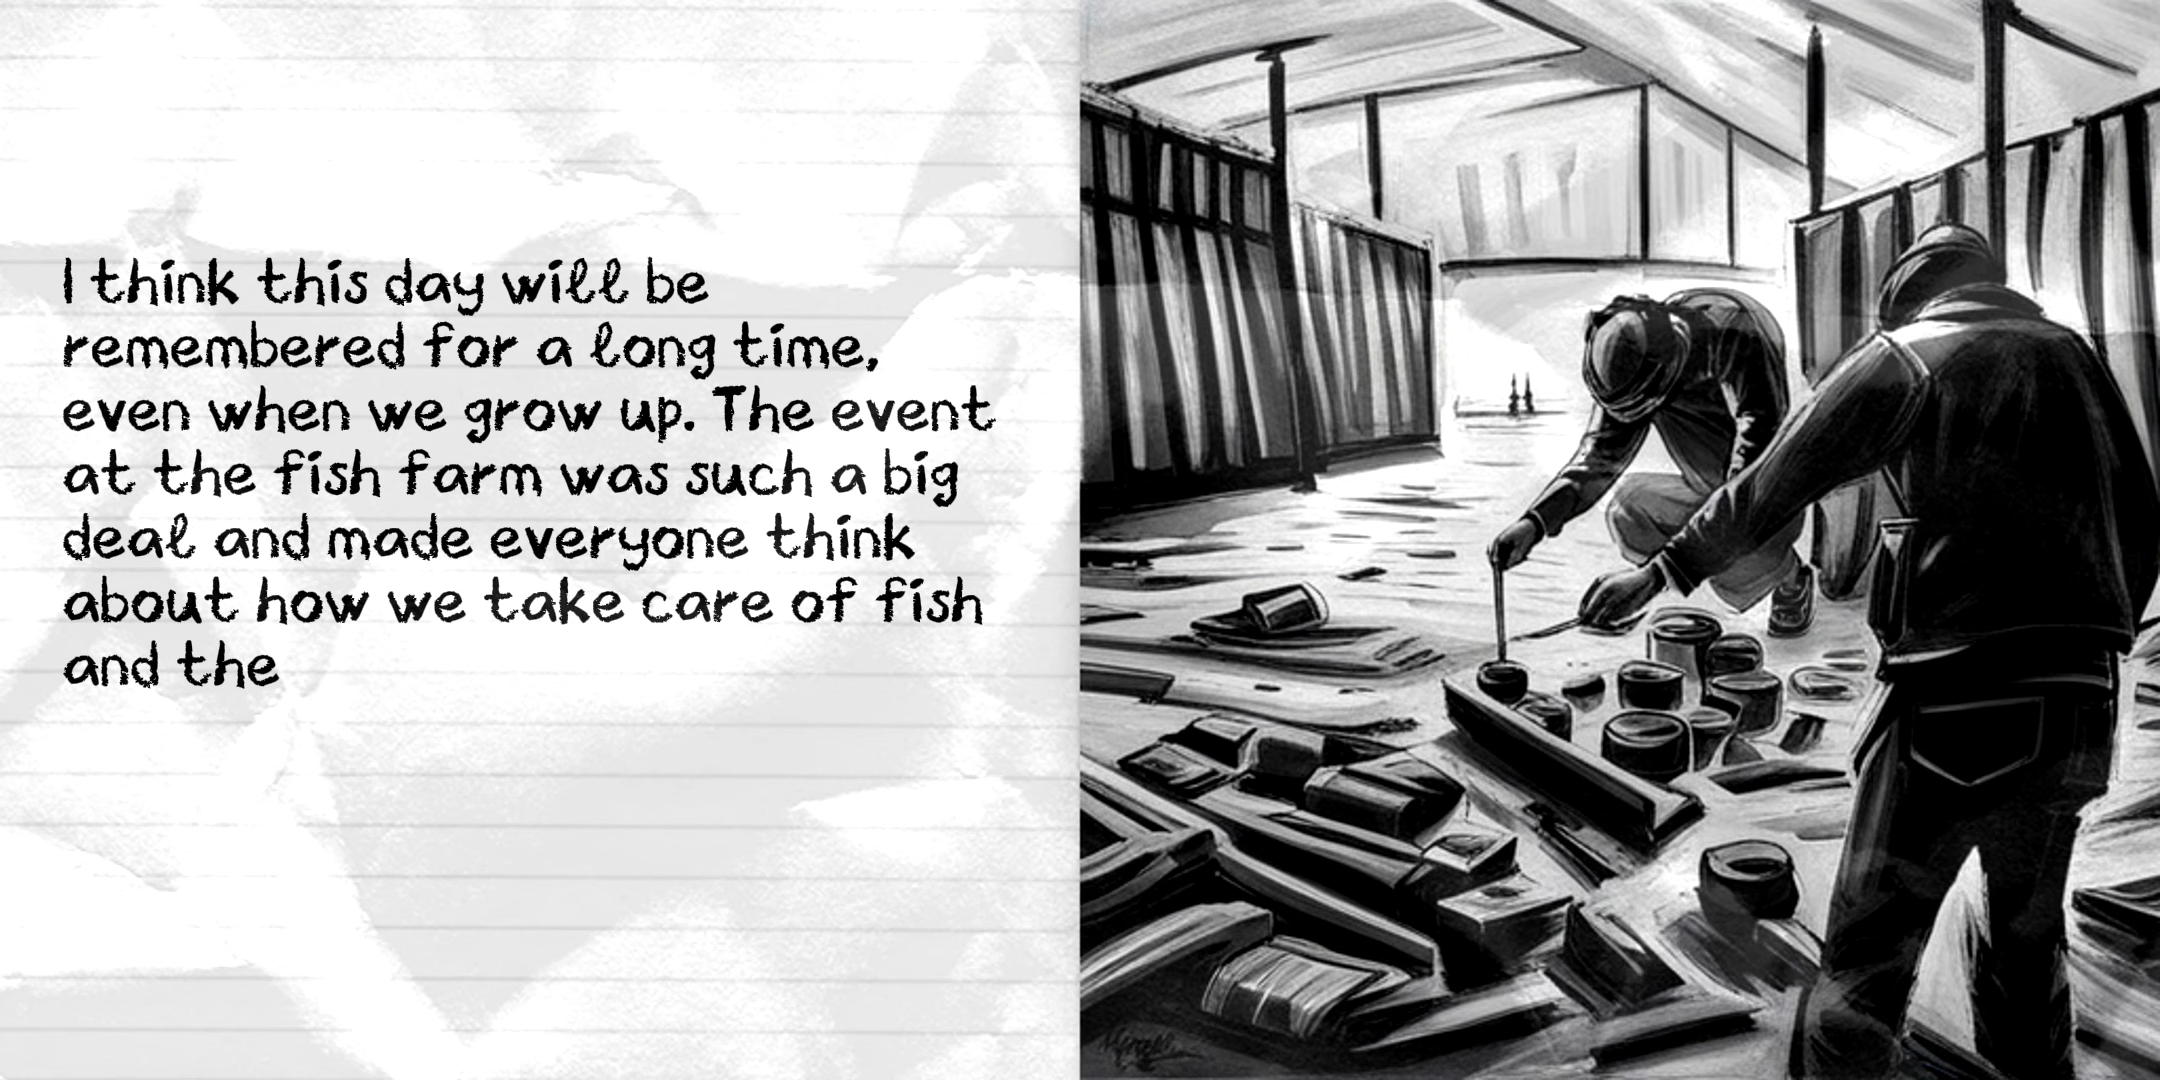 I think this day will be
remembered for a long time,
even when we grow up. The event
at the fish farm was such a big
deal and made everyone think
about how we take care of fish
and the